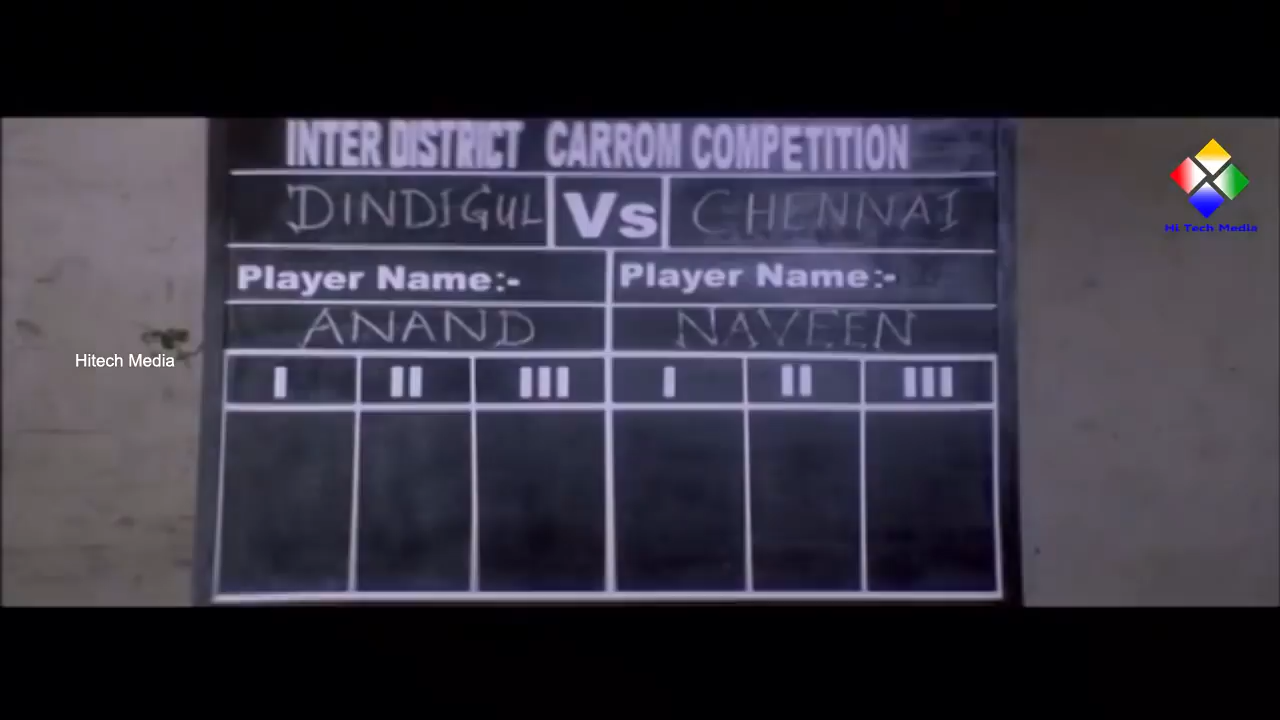 INTER DISTRICT CARROM COMPETITION
DINDIGUL Vs CHENNAI
Player Name:- Player Name:-
ANAND NAVEEN
I II III I II III
Hi Tech Media
Hitech Media